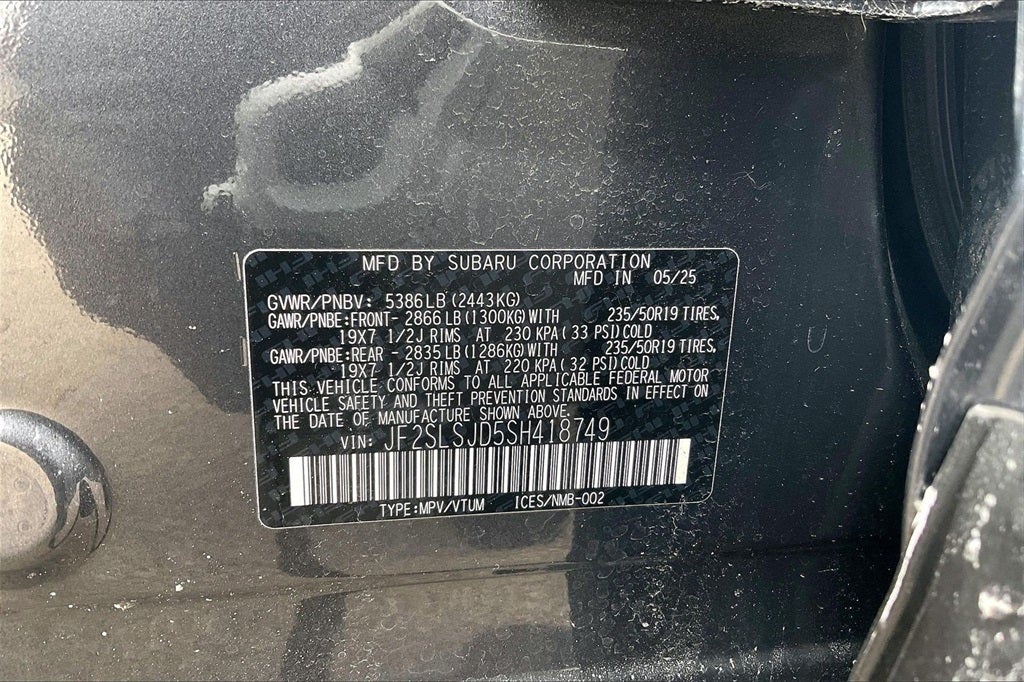 MFD BY SUBARU CORPORATION
MFD IN 05/25
GVWR/PNBV: 5386LB (2443KG)
GAWR/PNBE:FRONT- 2866 LB (1300KG) WITH 235/50R19 TIRES,
19X7 1/2J RIMS AT 230 KPA ( 33 PSI) COLD
GAWR/PNBE:REAR - 2835 LB (1286KG) WITH 235/50R19 TIRES,
19X7 1/2J RIMS AT 220 KPA ( 32 PSI) COLD
THIS VEHICLE CONFORMS TO ALL APPLICABLE FEDERAL MOTOR
VEHICLE SAFETY AND THEFT PREVENTION STANDARDS IN EFFECT ON
THE DATE OF MANUFACTURE SHOWN ABOVE.
VIN: JF2SLSJD5SH418749
TYPE:MPV/VTUM ICES/NMB-002